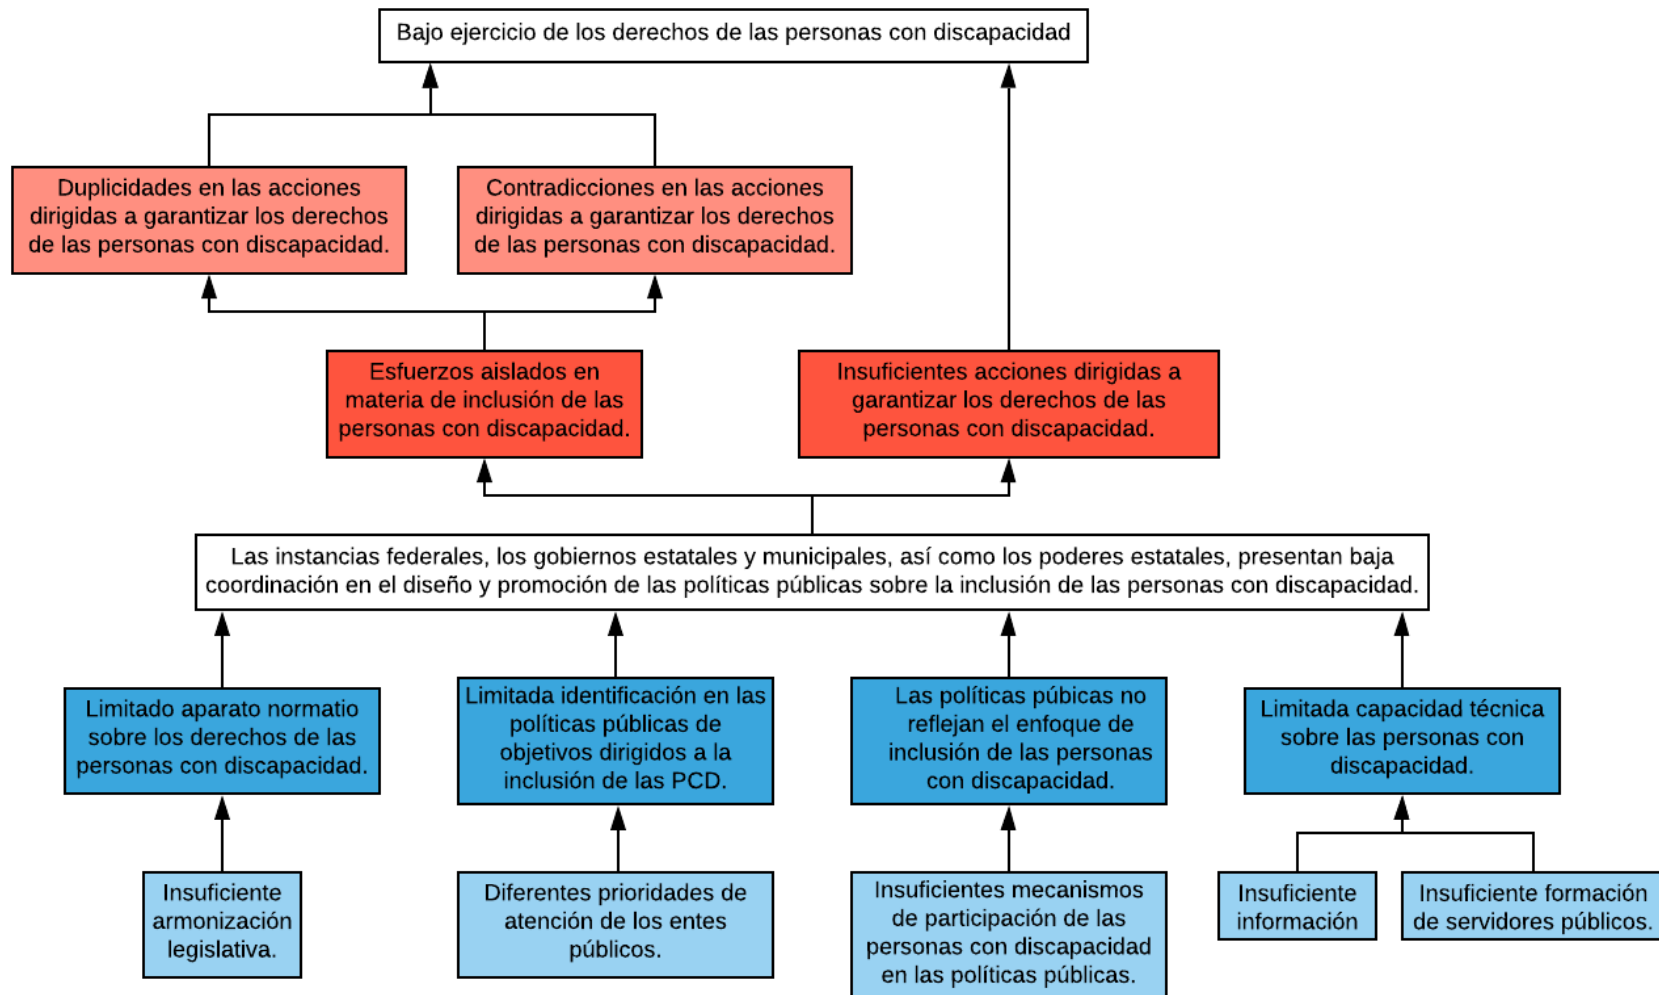 Bajo ejercicio de los derechos de las personas con discapacidad
Duplicidades en las acciones
dirigidas a garantizar los derechos
de las personas con discapacidad.
Contradicciones en las acciones
dirigidas a garantizar los derechos
de las personas con discapacidad.
Esfuerzos aislados en
materia de inclusión de las
personas con discapacidad.
Insuficientes acciones dirigidas a
garantizar los derechos de las
personas con discapacidad.
Las instancias federales, los gobiernos estatales y municipales, así como los poderes estatales, presentan baja
coordinación en el diseño y promoción de las políticas públicas sobre la inclusión de las personas con discapacidad.
Limitado aparato normatio
sobre los derechos de las
personas con discapacidad.
Limitada identificación en las
políticas públicas de
objetivos dirigidos a la
inclusión de las PCD.
Las políticas púbicas no
reflejan el enfoque de
inclusión de las personas
con discapacidad.
Limitada capacidad técnica
sobre las personas con
discapacidad.
Insuficiente
armonización
legislativa.
Diferentes prioridades de
atención de los entes
públicos.
Insuficientes mecanismos
de participación de las
personas con discapacidad
en las políticas públicas.
Insuficiente
información
Insuficiente formación
de servidores públicos.